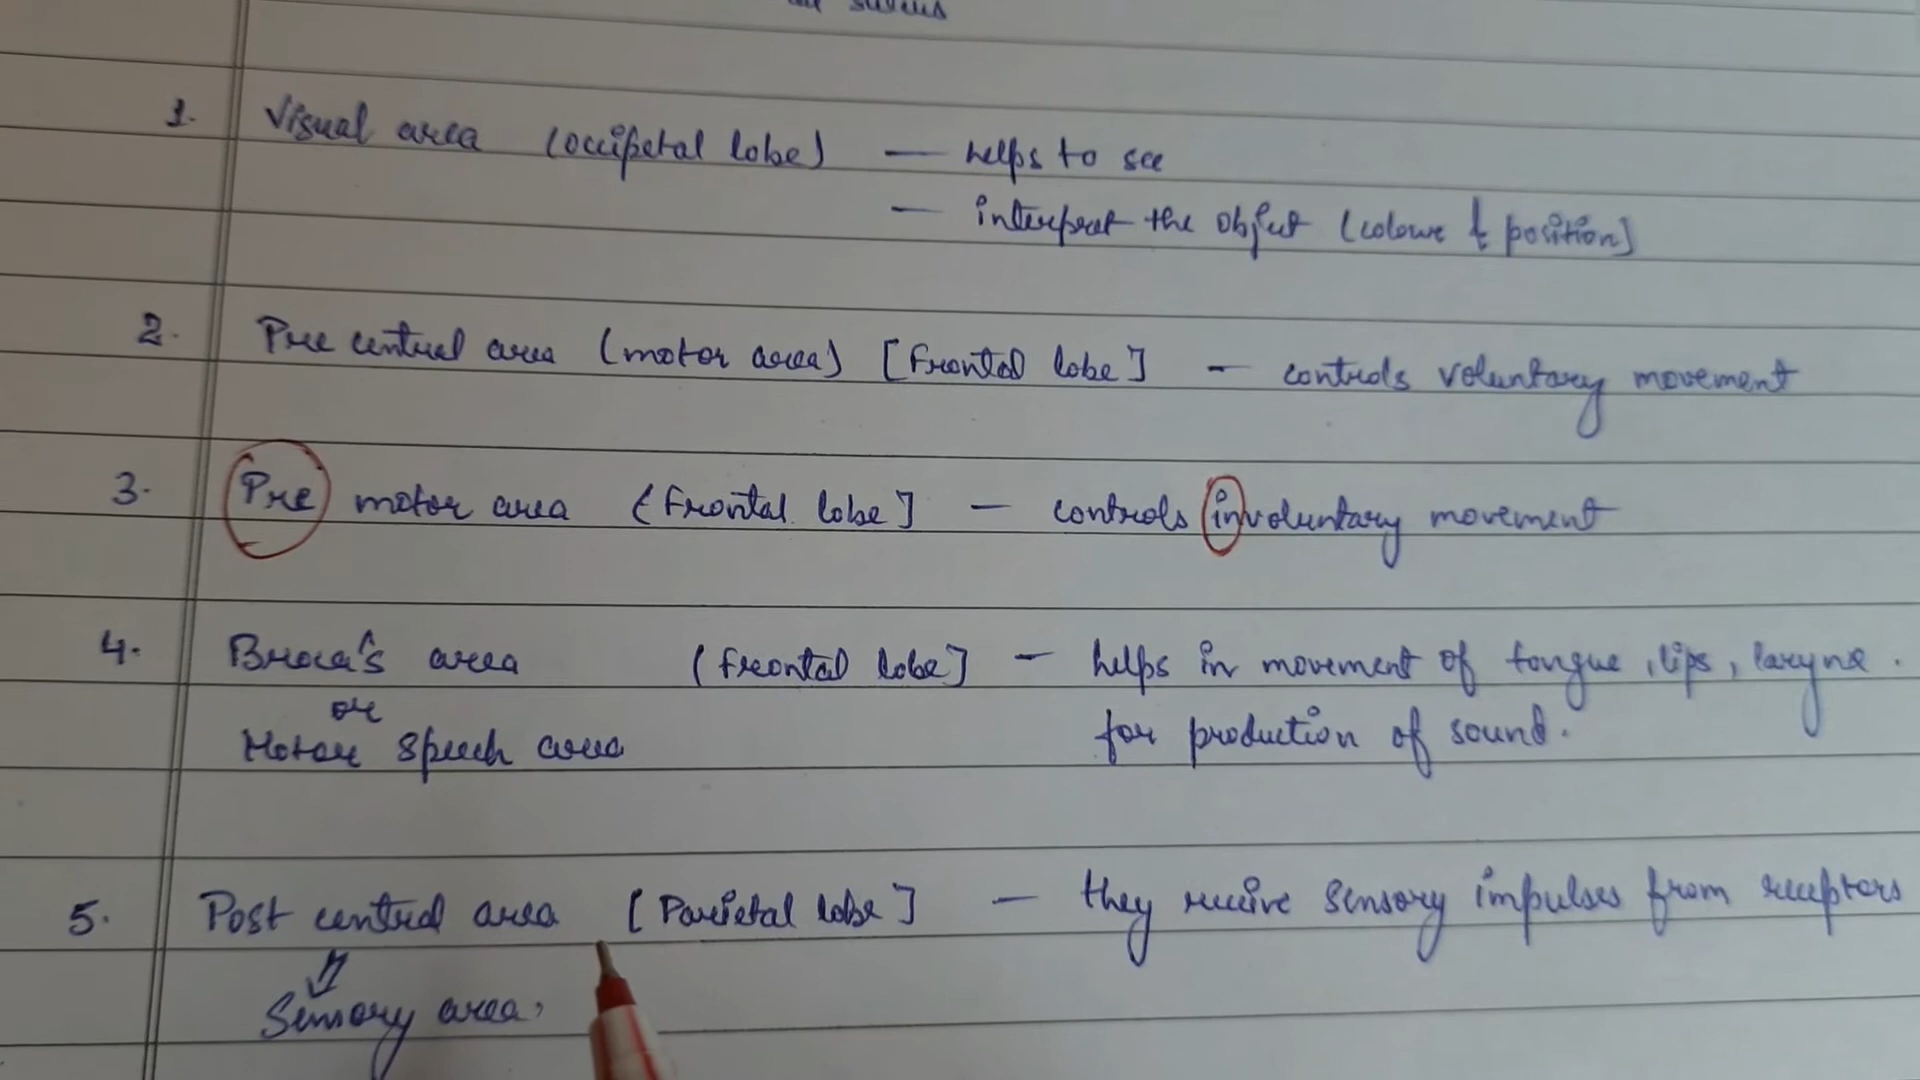 sulcus
1. Visual area (occipetal lobe) — helps to see
— interpret the object (colour & position)
2. Pre central area (motor area) [Frontal lobe] — controls voluntary movement
3. Pre motor area (Frontal lobe] — controls involuntary movement
4. Broca's area (Frontal lobe] — helps in movement of tongue, lips, larynx.
or for production of sound.
Motor speech area
5. Post central area [Parietal lobe] — they receive sensory impulses from receptors
Sensory area,